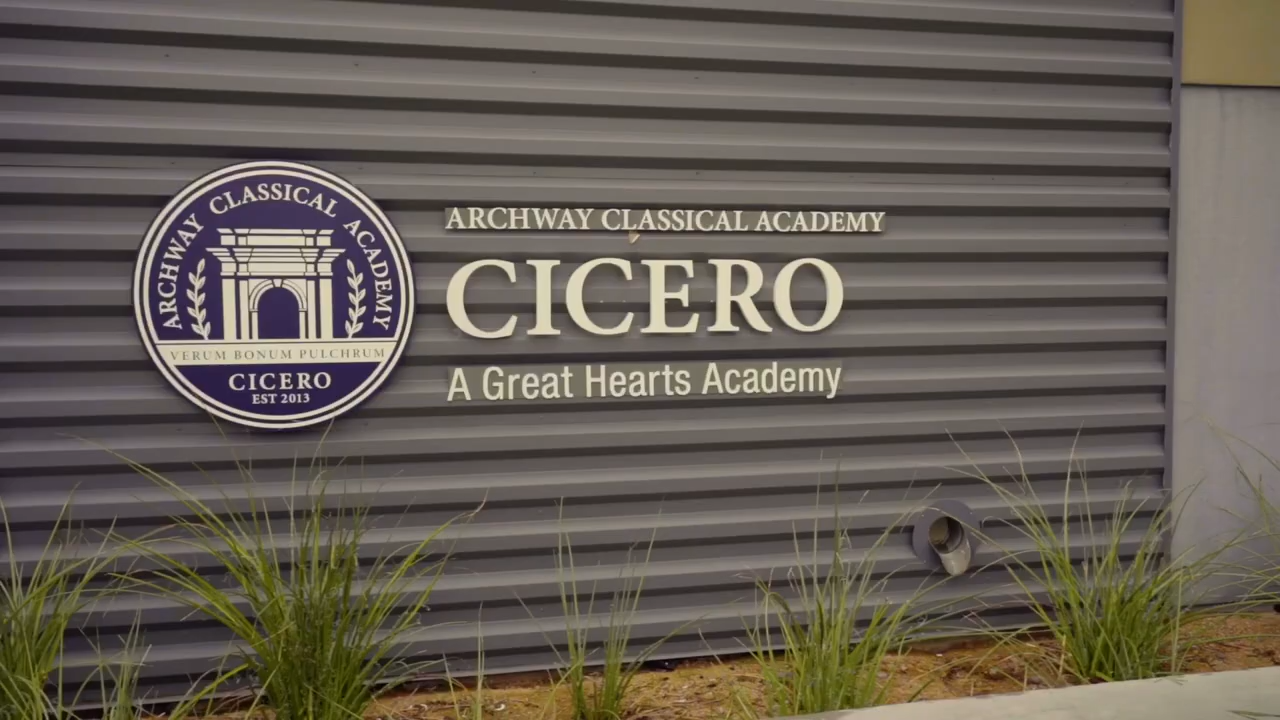 ARCHWAY CLASSICAL ACADEMY
VERUM BONUM PULCHRUM
CICERO
EST 2013
ARCHWAY CLASSICAL ACADEMY
CICERO
A Great Hearts Academy